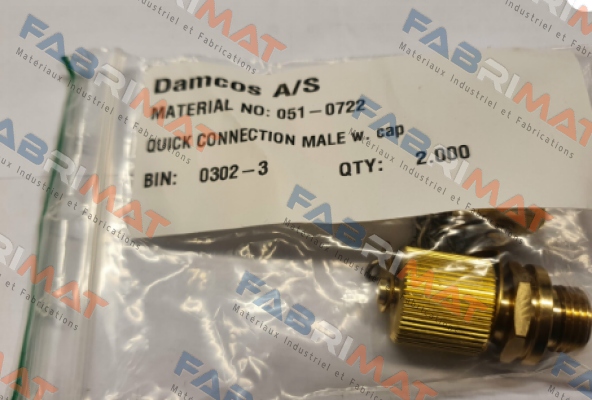 Damcos A/S
MATERIAL NO: 051-0722
QUICK CONNECTION MALE W. cap
BIN: 0302-3 QTY: 2.000
FABRIMAT
Matériaux Industriel et Fabrications